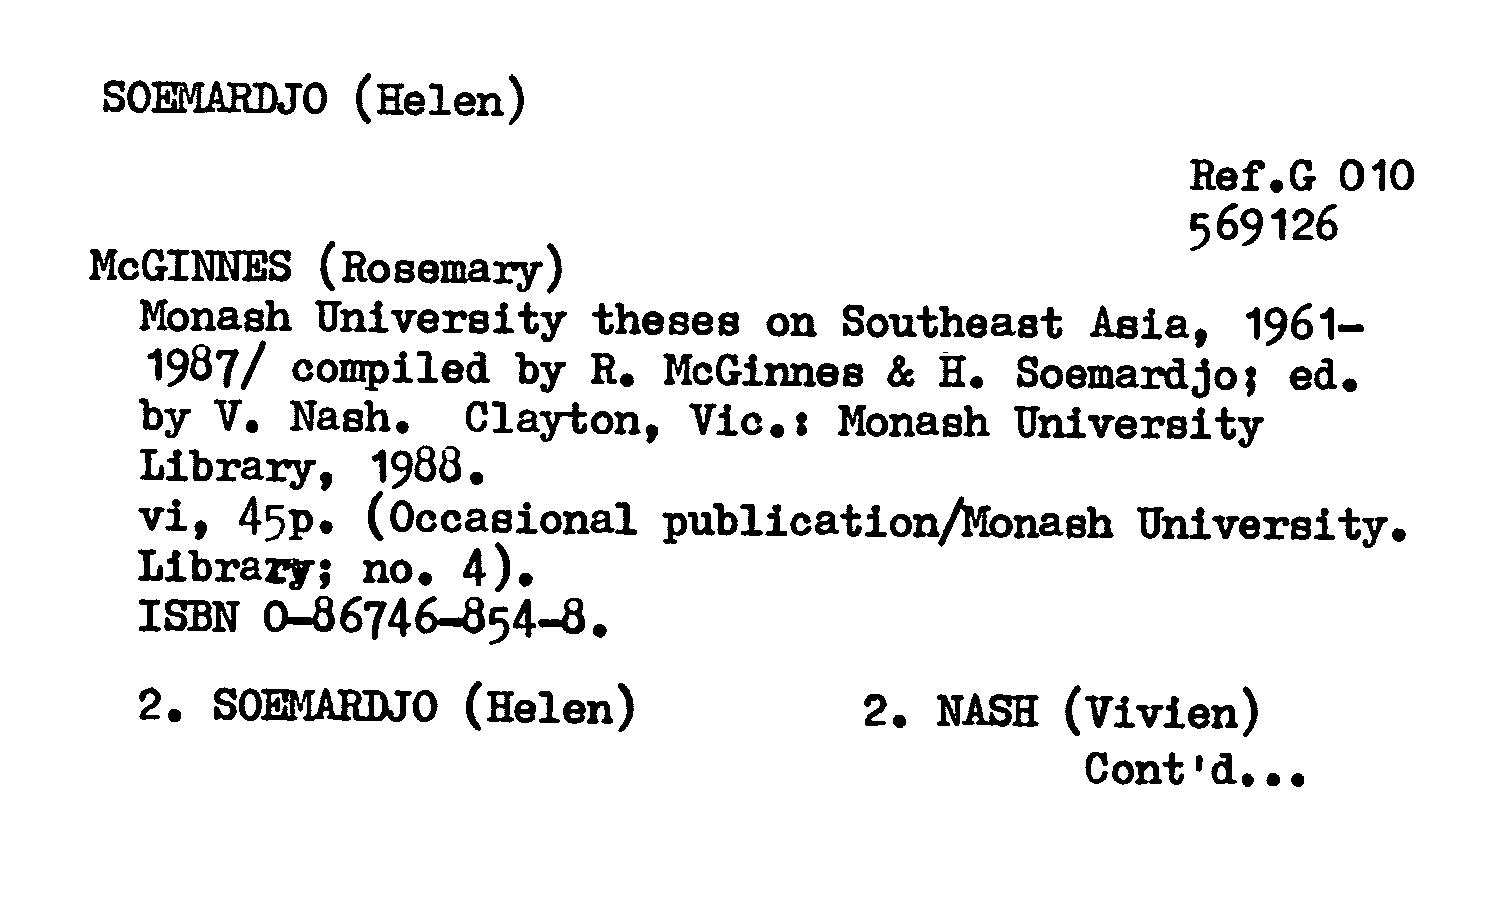 SOEMARDJO (Helen)
Ref.G 010
569126
McGINNES (Rosemary)
Monash University theses on Southeast Asia, 1961-
1987/ compiled by R. McGinnes & H. Soemardjo; ed.
by V. Nash. Clayton, Vic.: Monash University
Library, 1988.
vi, 45p. (Occasional publication/Monash University.
Library; no. 4).
ISBN 0-86746-854-8.
2. SOEMARDJO (Helen) 2. NASH (Vivien)
Cont'd...